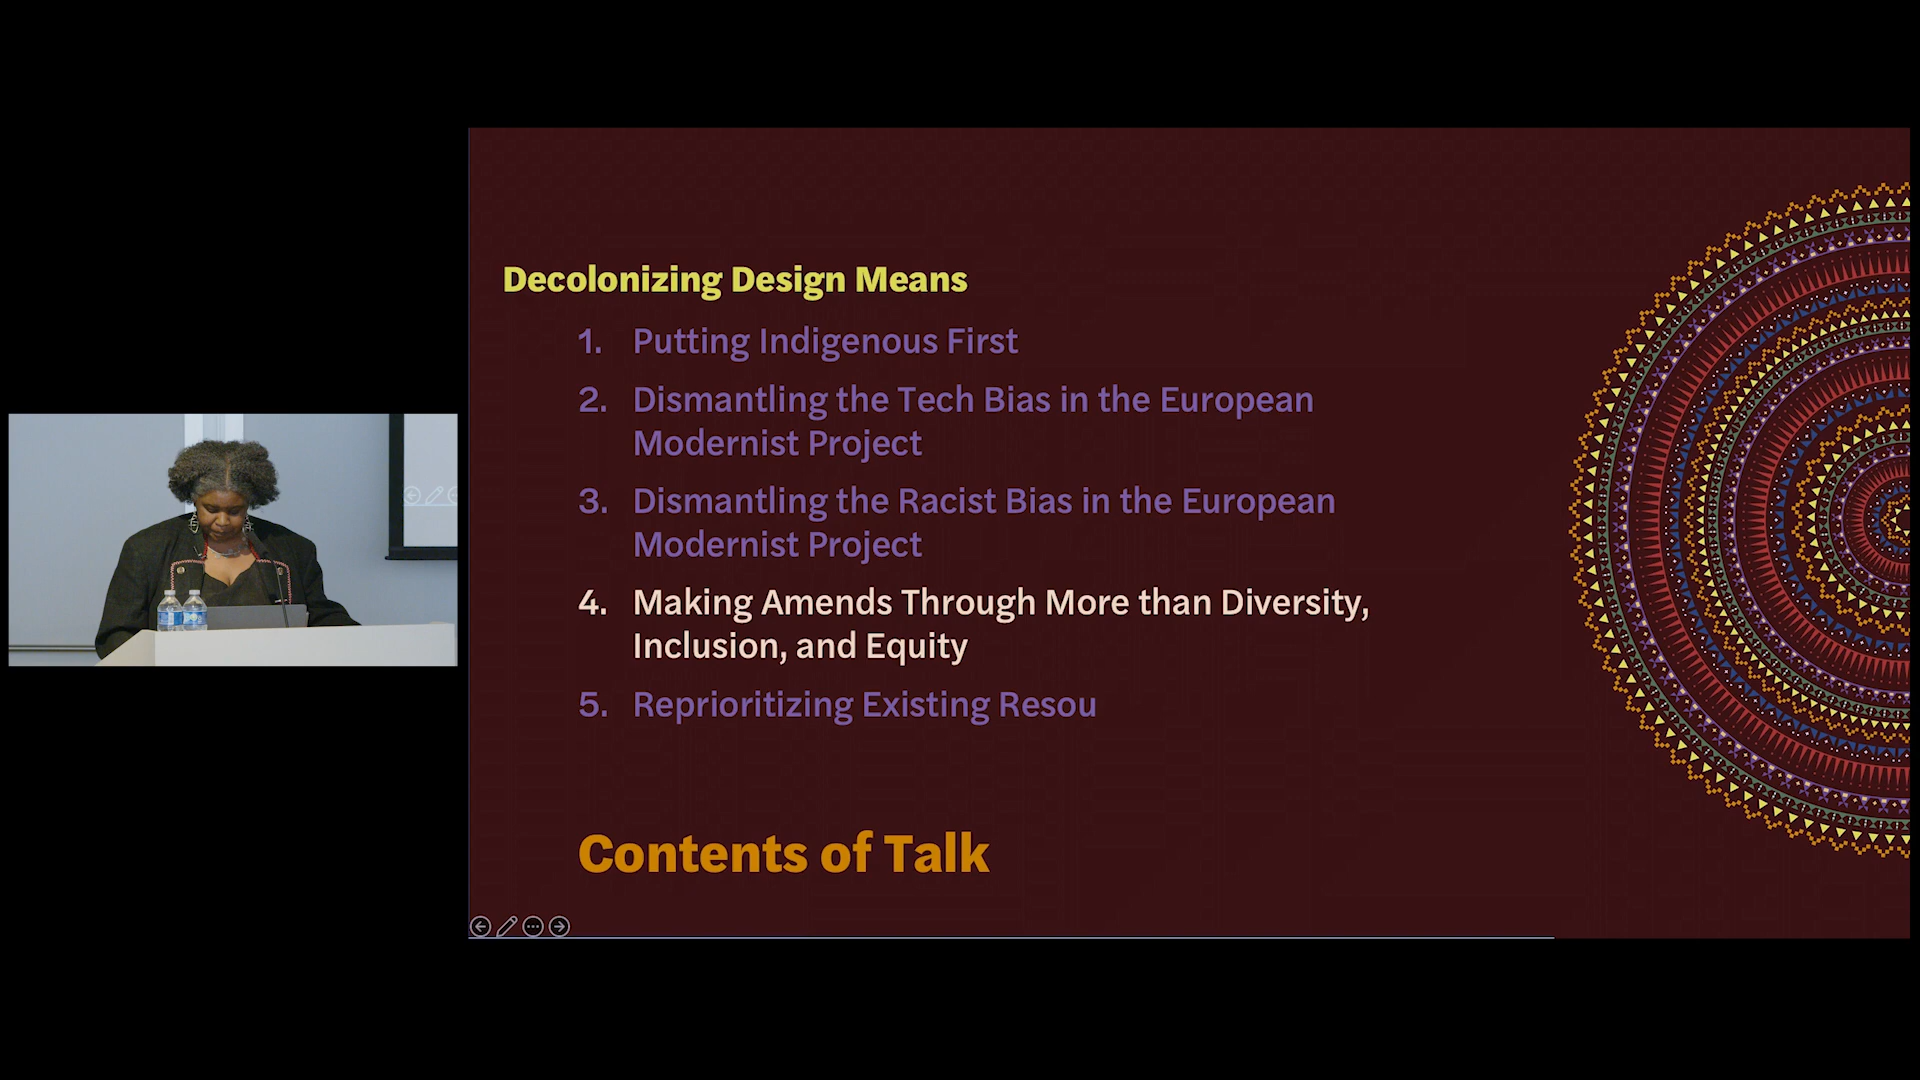 Decolonizing Design Means
1. Putting Indigenous First
2. Dismantling the Tech Bias in the European
Modernist Project
3. Dismantling the Racist Bias in the European
Modernist Project
4. Making Amends Through More than Diversity,
Inclusion, and Equity
5. Reprioritizing Existing Resou
Contents of Talk